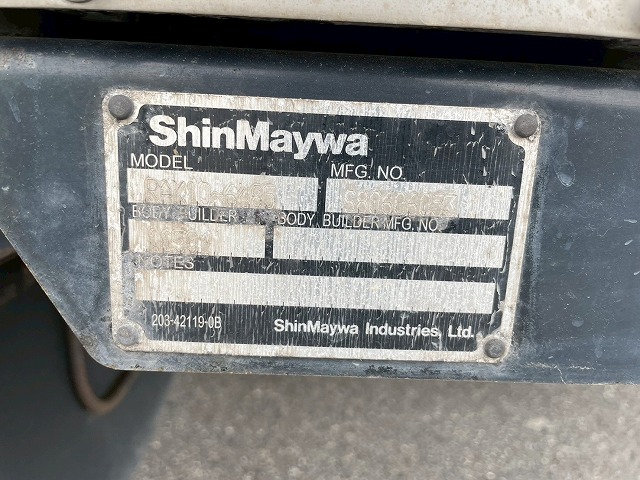 ShinMaywa
MODEL MFG. NO.
BODY BUILDER BODY BUILDER MFG. NO.
NOTES
203-42119-0B ShinMaywa Industries, Ltd.